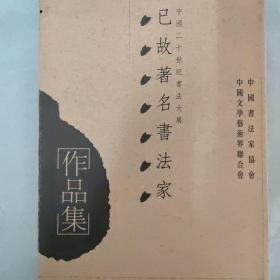 中國文學藝術界聯合會
中國書法家協會
中國二十世紀書法大展
已故著名書法家
作品集